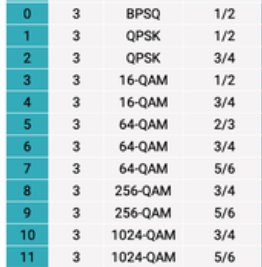 0 3 BPSQ 1/2
1 3 QPSK 1/2
2 3 QPSK 3/4
3 3 16-QAM 1/2
4 3 16-QAM 3/4
5 3 64-QAM 2/3
6 3 64-QAM 3/4
7 3 64-QAM 5/6
8 3 256-QAM 3/4
9 3 256-QAM 5/6
10 3 1024-QAM 3/4
11 3 1024-QAM 5/6